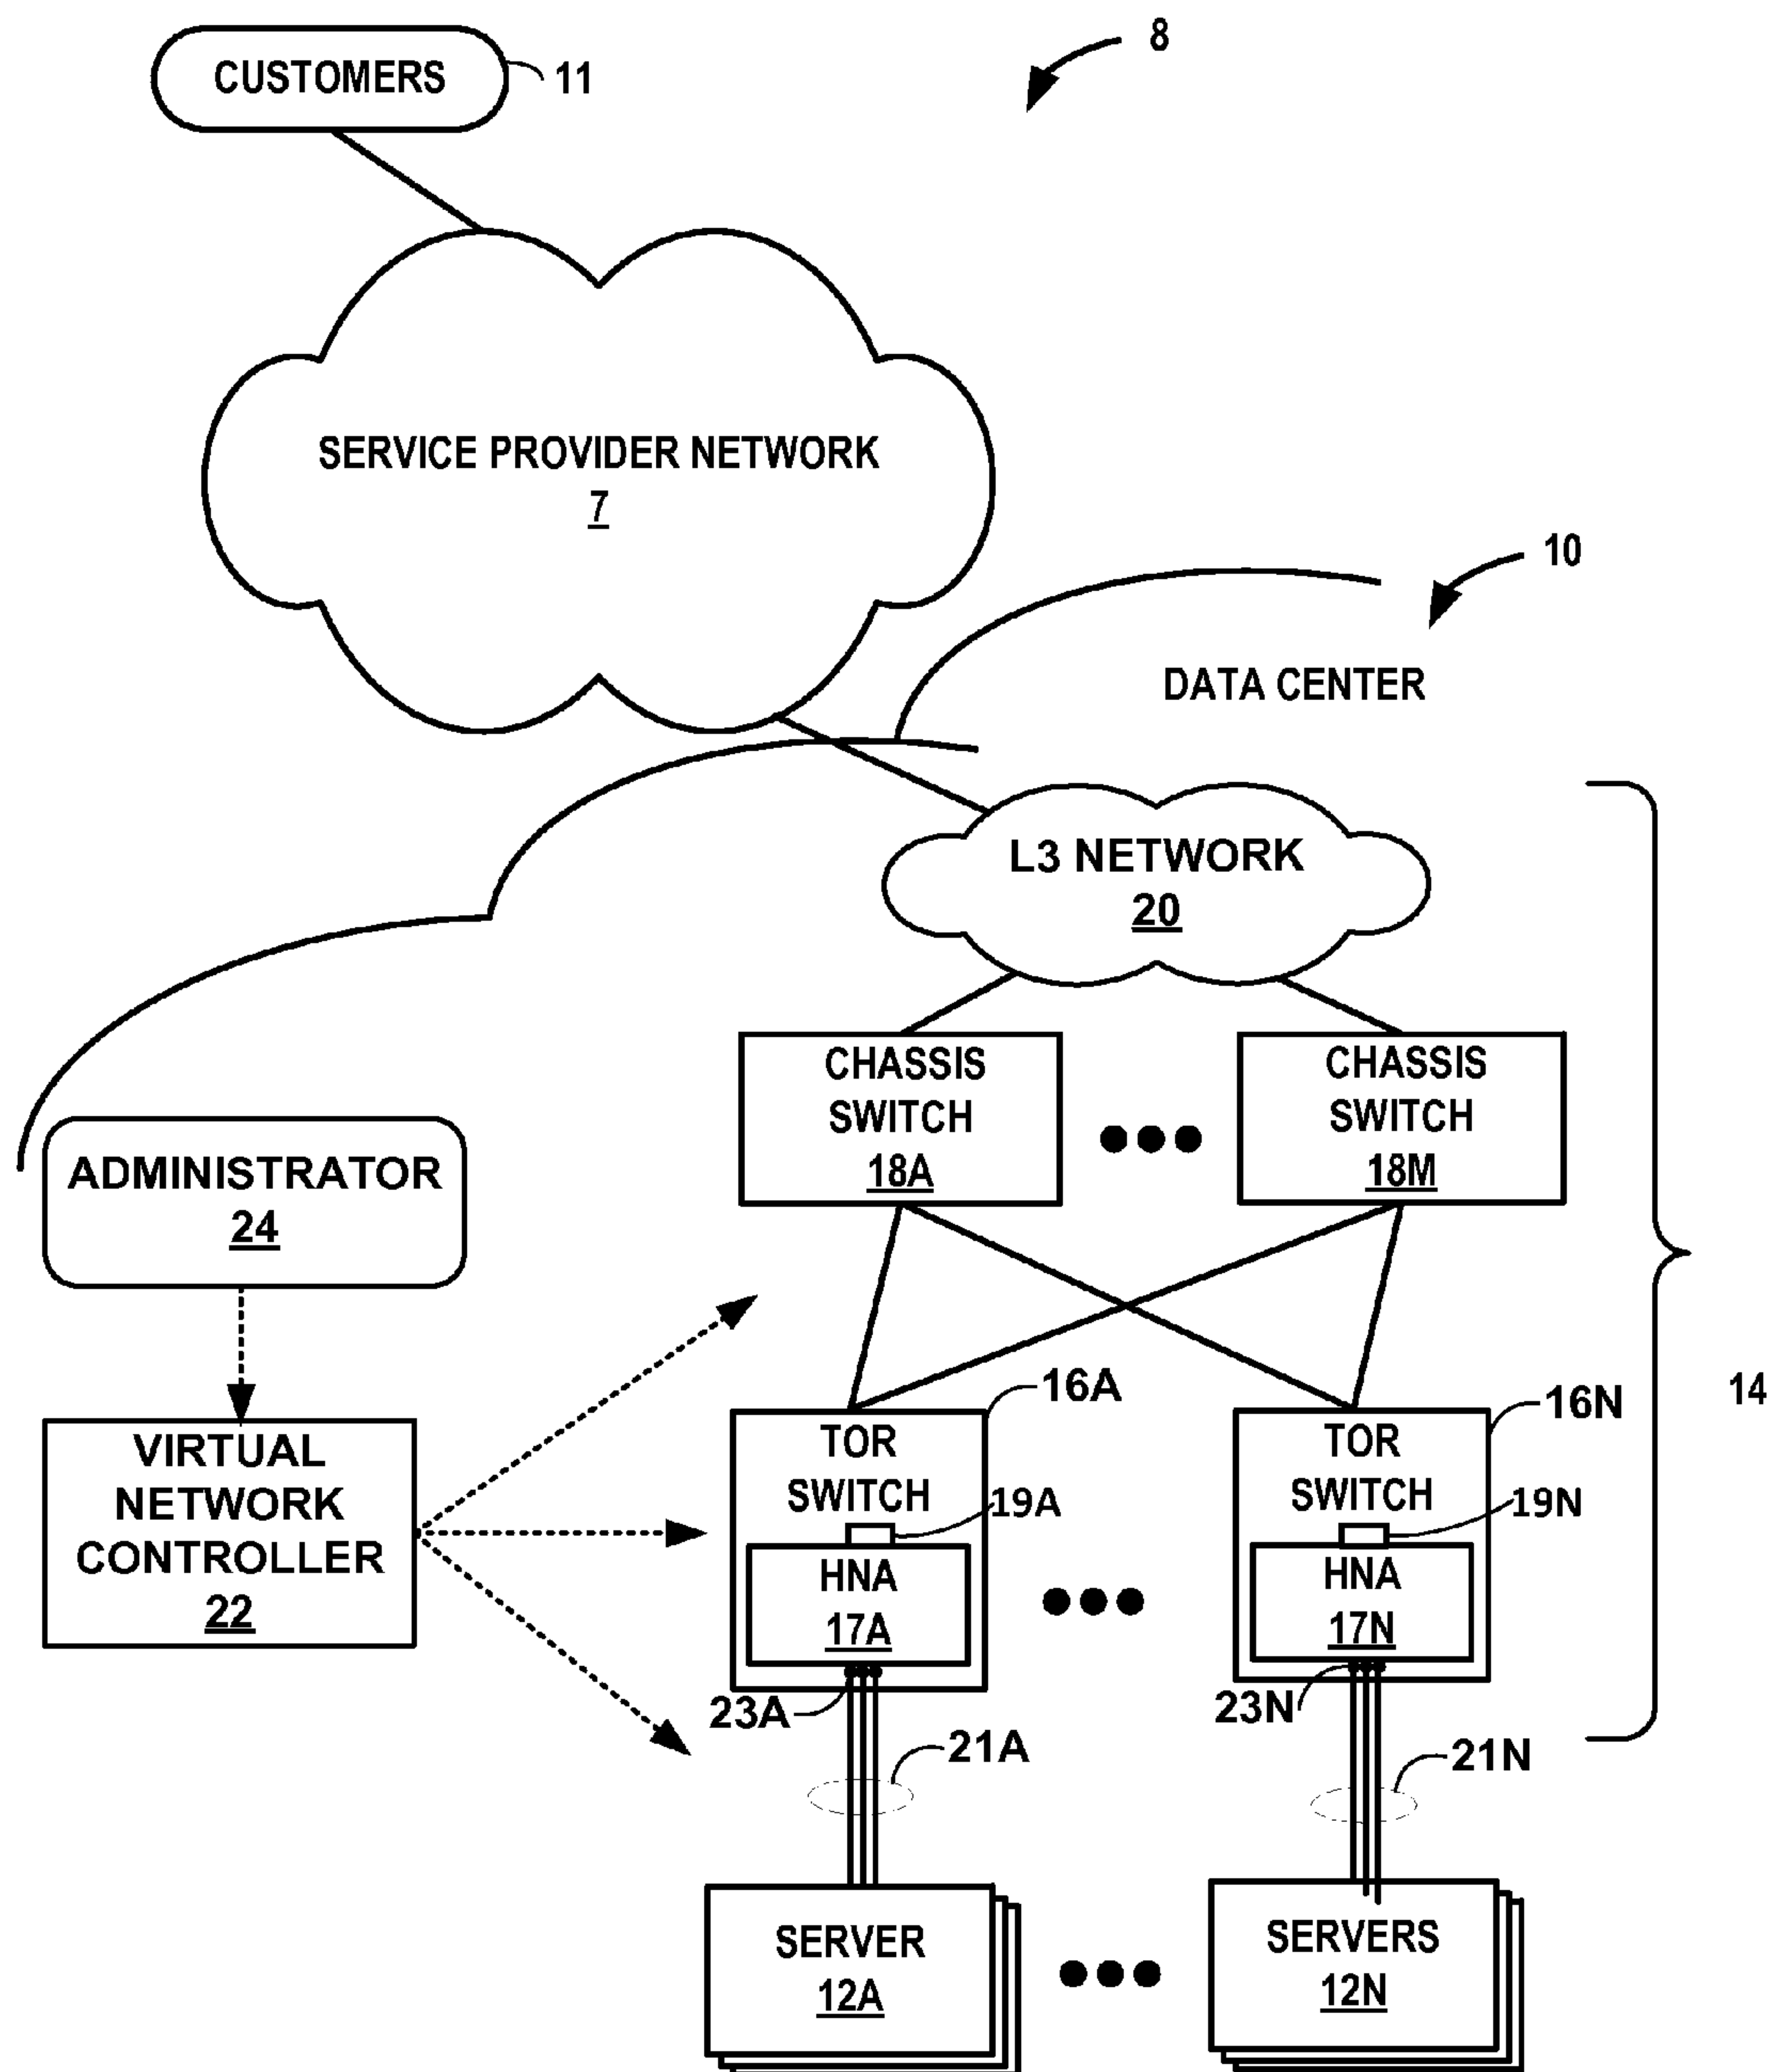 8
CUSTOMERS
11
SERVICE PROVIDER NETWORK
7
10
DATA CENTER
L3 NETWORK
20
CHASSIS
SWITCH
18A
CHASSIS
SWITCH
18M
ADMINISTRATOR
24
14
16A
16N
VIRTUAL
NETWORK
CONTROLLER
22
TOR
SWITCH
19A
HNA
17A
TOR
SWITCH
19N
HNA
17N
23A
23N
21A
21N
SERVER
12A
SERVERS
12N